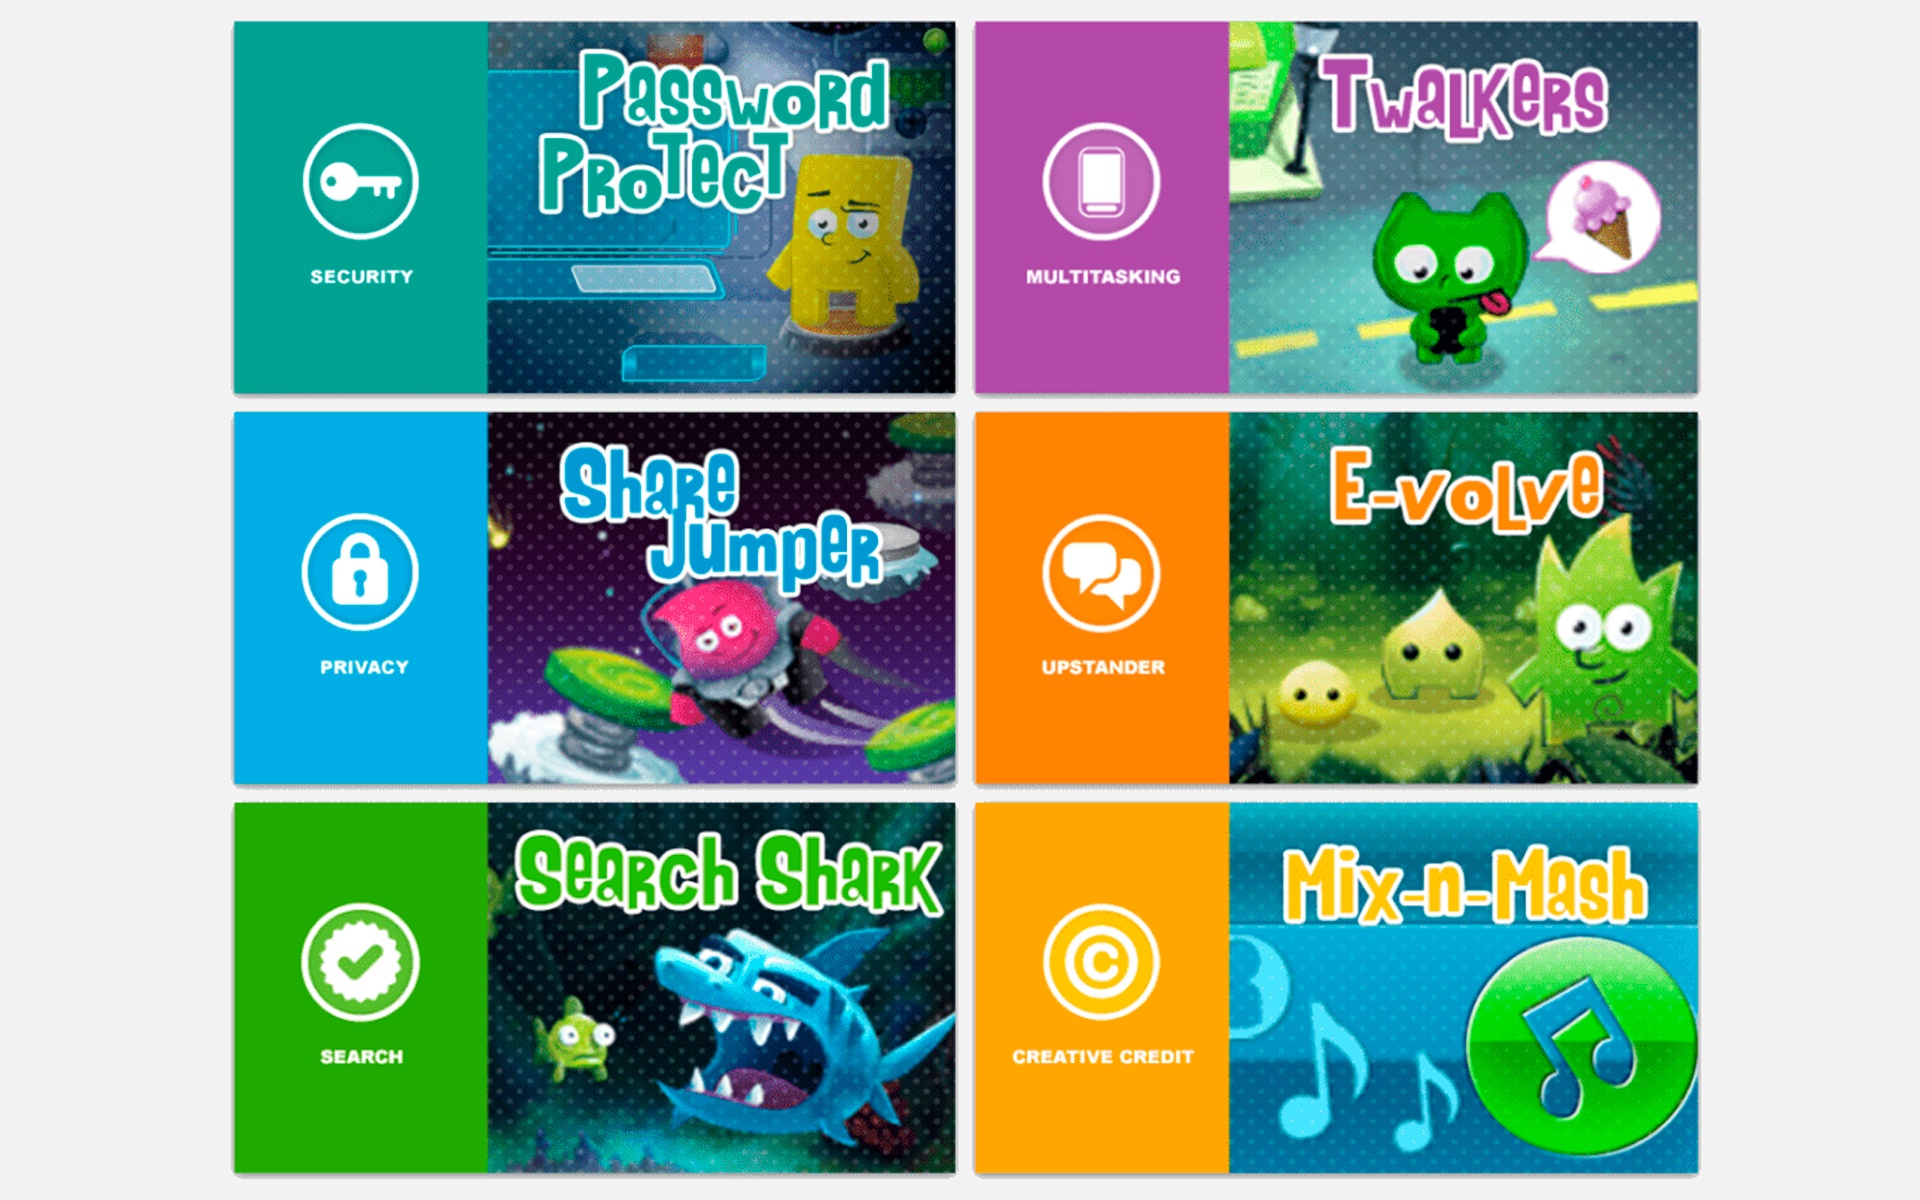 SECURITY
Password
Protect
MULTITASKING
Twalkers
PRIVACY
Share
Jumper
UPSTANDER
E-volve
SEARCH
Search Shark
CREATIVE CREDIT
Mix-n-Mash